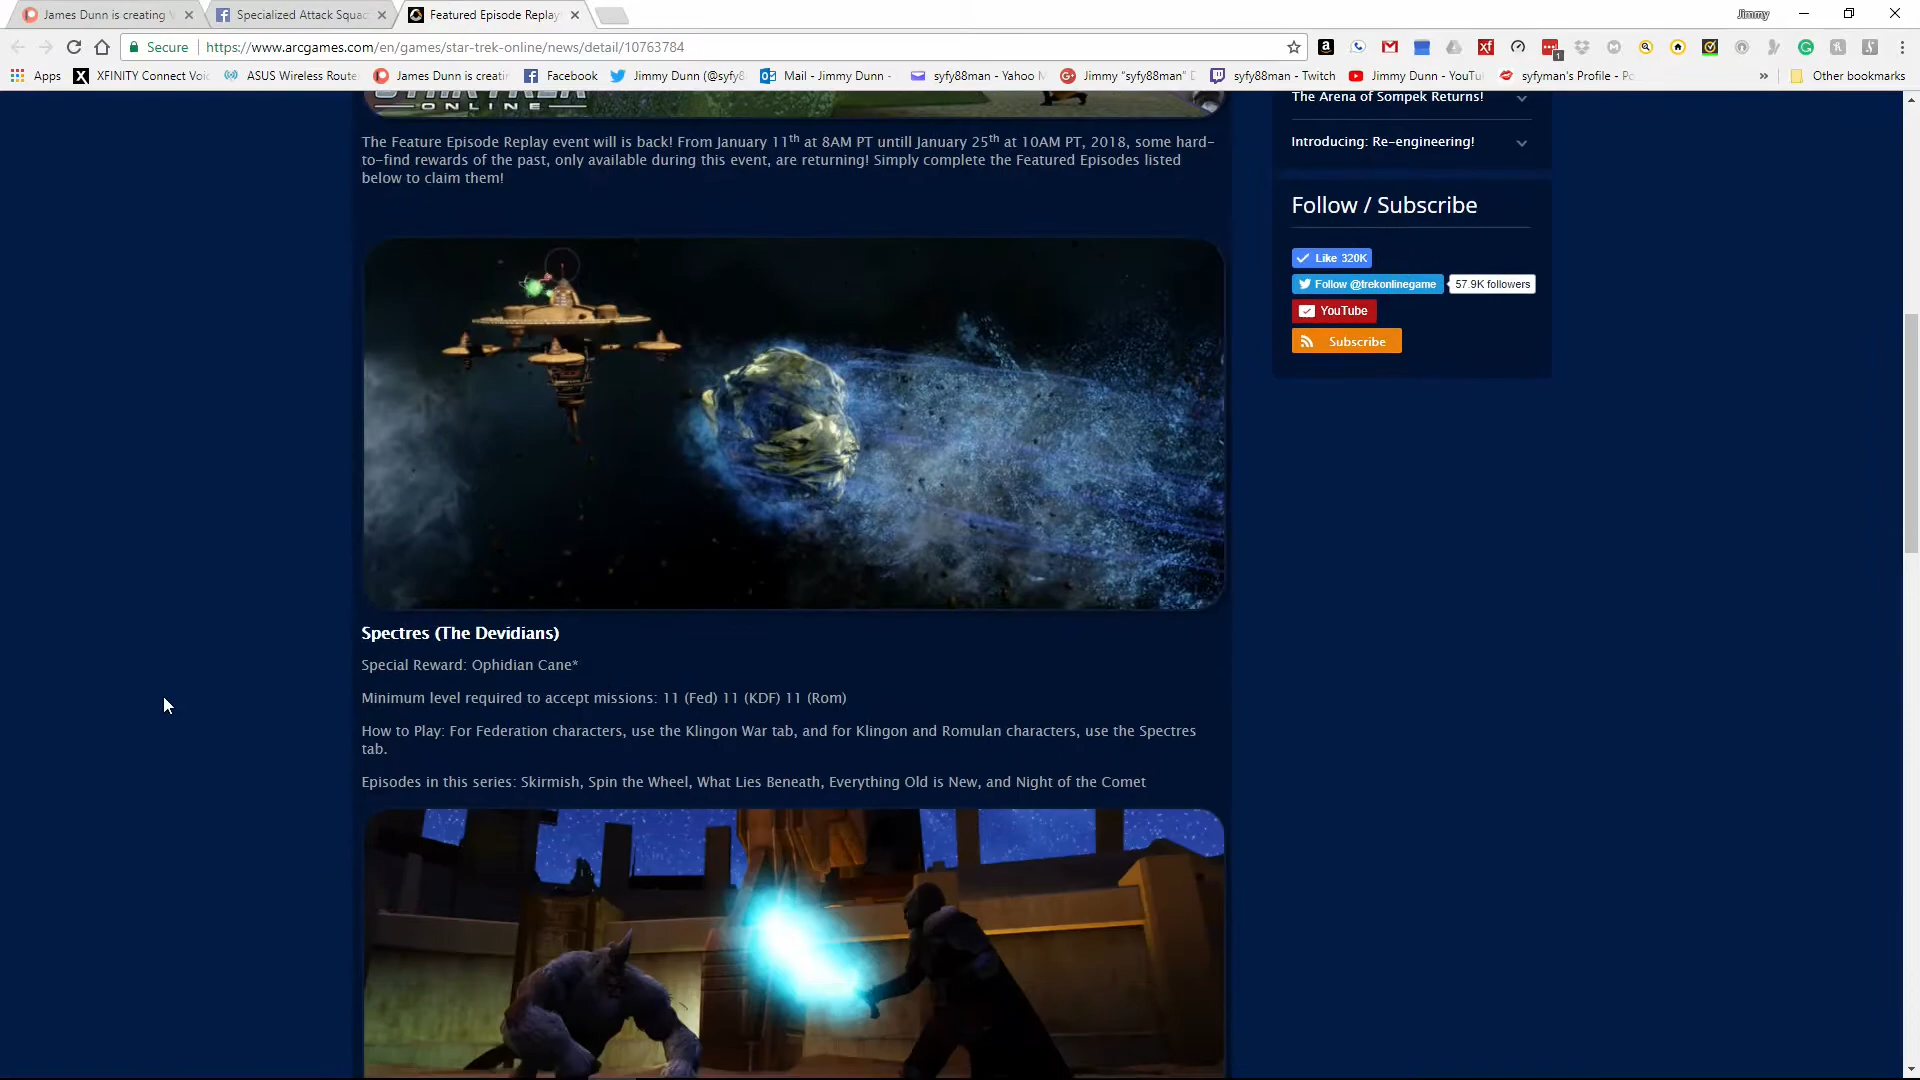 James Dunn is creating
Specialized Attack Squad
Featured Episode Replay
Jimmy
Secure
https://www.arcgames.com/en/games/star-trek-online/news/detail/10763784
1
Apps
XFINITY Connect Voi
ASUS Wireless Route
James Dunn is creati
Facebook
Jimmy Dunn (@syfy8
Mail - Jimmy Dunn -
syfy88man - Yahoo M
Jimmy "syfy88man" D
syfy88man - Twitch
Jimmy Dunn - YouTu
syfyman's Profile - Po
»
Other bookmarks
ONLINE
The Feature Episode Replay event will is back! From January 11th at 8AM PT untill January 25th at 10AM PT, 2018, some hard-
to-find rewards of the past, only available during this event, are returning! Simply complete the Featured Episodes listed
below to claim them!
Spectres (The Devidians)
Special Reward: Ophidian Cane*
Minimum level required to accept missions: 11 (Fed) 11 (KDF) 11 (Rom)
How to Play: For Federation characters, use the Klingon War tab, and for Klingon and Romulan characters, use the Spectres
tab.
Episodes in this series: Skirmish, Spin the Wheel, What Lies Beneath, Everything Old is New, and Night of the Comet
The Arena of Sompek Returns!
Introducing: Re-engineering!
Follow / Subscribe
Like 320K
Follow @trekonlinegame
57.9K followers
YouTube
Subscribe